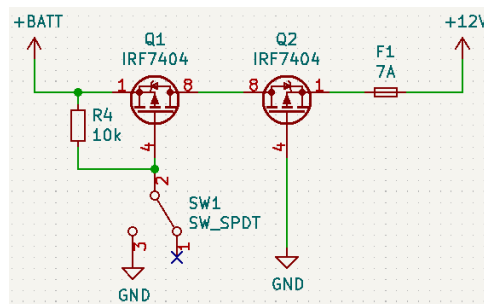 +BATT
Q1
IRF7404
Q2
IRF7404
F1
7A
+12V
1
8
8
1
R4
10k
4
4
2
SW1
SW_SPDT
3
1
GND
GND